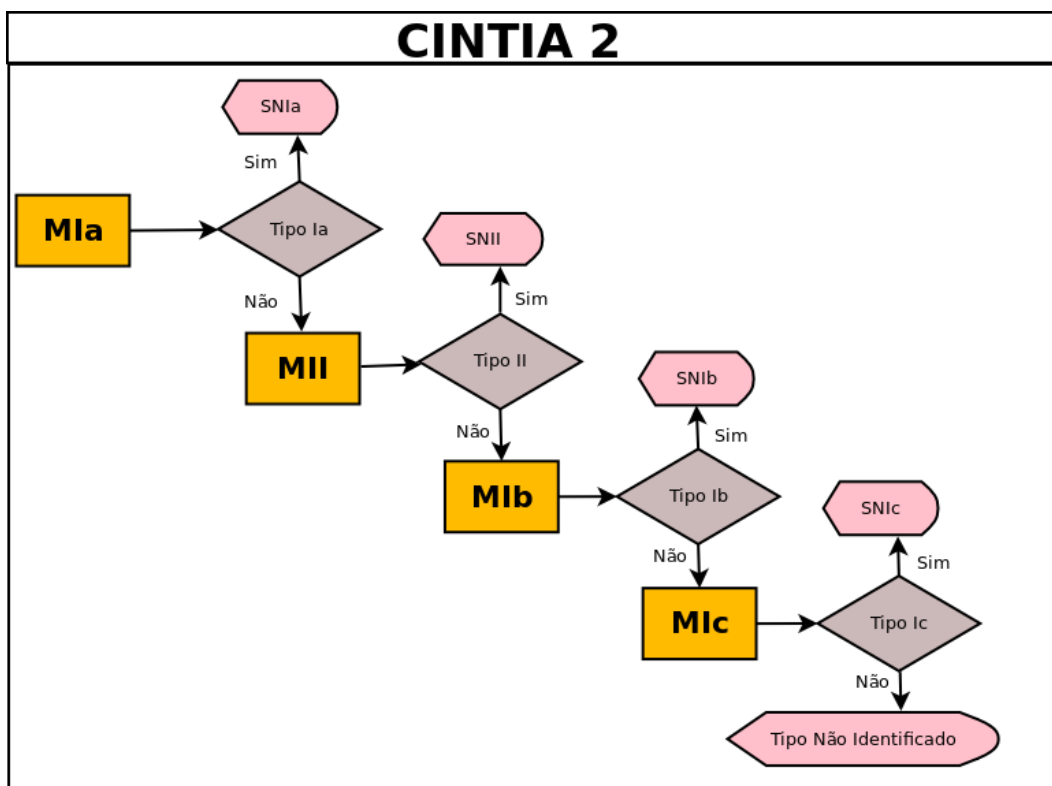 CINTIA 2
SNIa
Sim
MIa
Tipo Ia
Não
SNII
Sim
MII
Tipo II
Não
SNIb
Sim
MIb
Tipo Ib
Não
SNIc
Sim
MIc
Tipo Ic
Não
Tipo Não Identificado